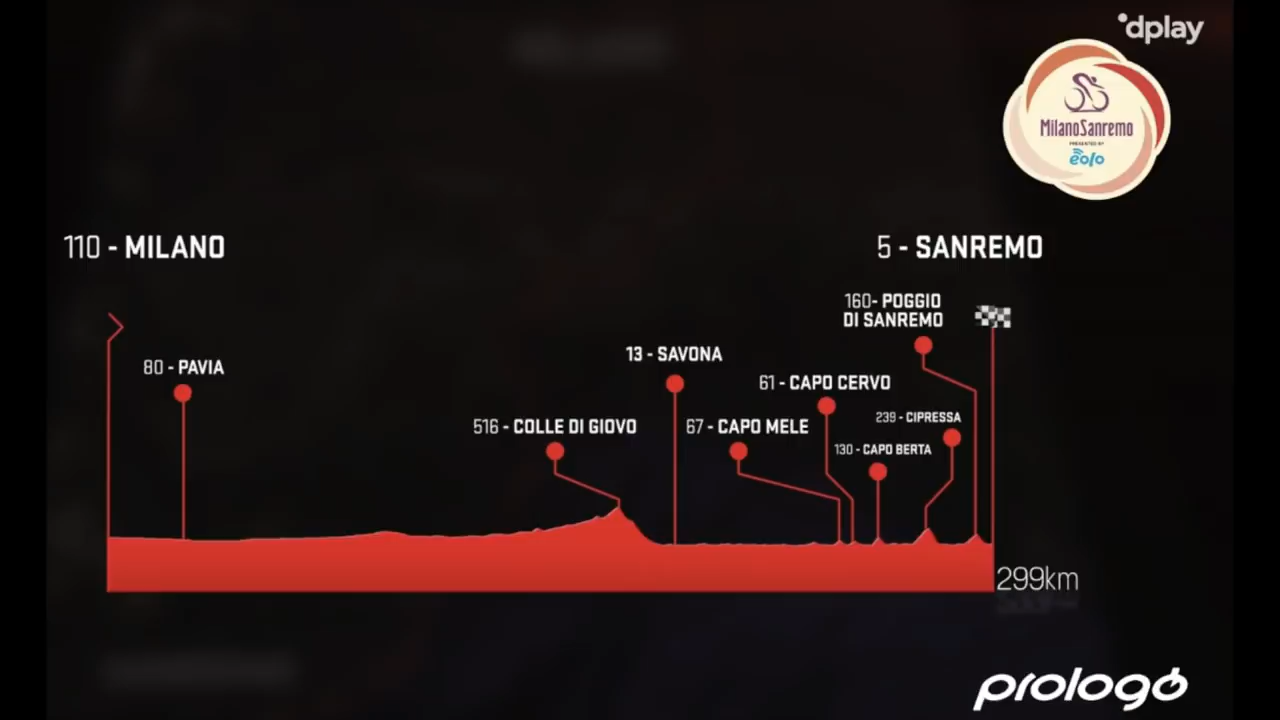 dplay
MilanoSanremo
PRESENTED BY
eolo
110 - MILANO
5 - SANREMO
160- POGGIO
DI SANREMO
13 - SAVONA
80 - PAVIA
61 - CAPO CERVO
239 - CIPRESSA
516 - COLLE DI GIOVO
67 - CAPO MELE
130 - CAPO BERTA
299km
prologo